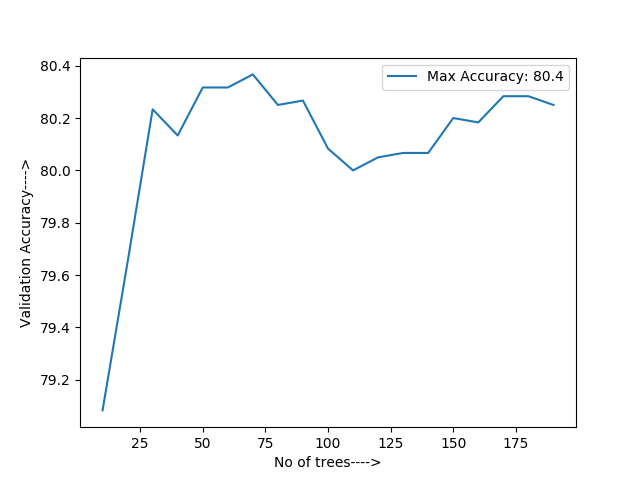 Max Accuracy: 80.4
80.4
80.2
80.0
79.8
79.6
79.4
79.2
Validation Accuracy---->
25 50 75 100 125 150 175
No of trees---->